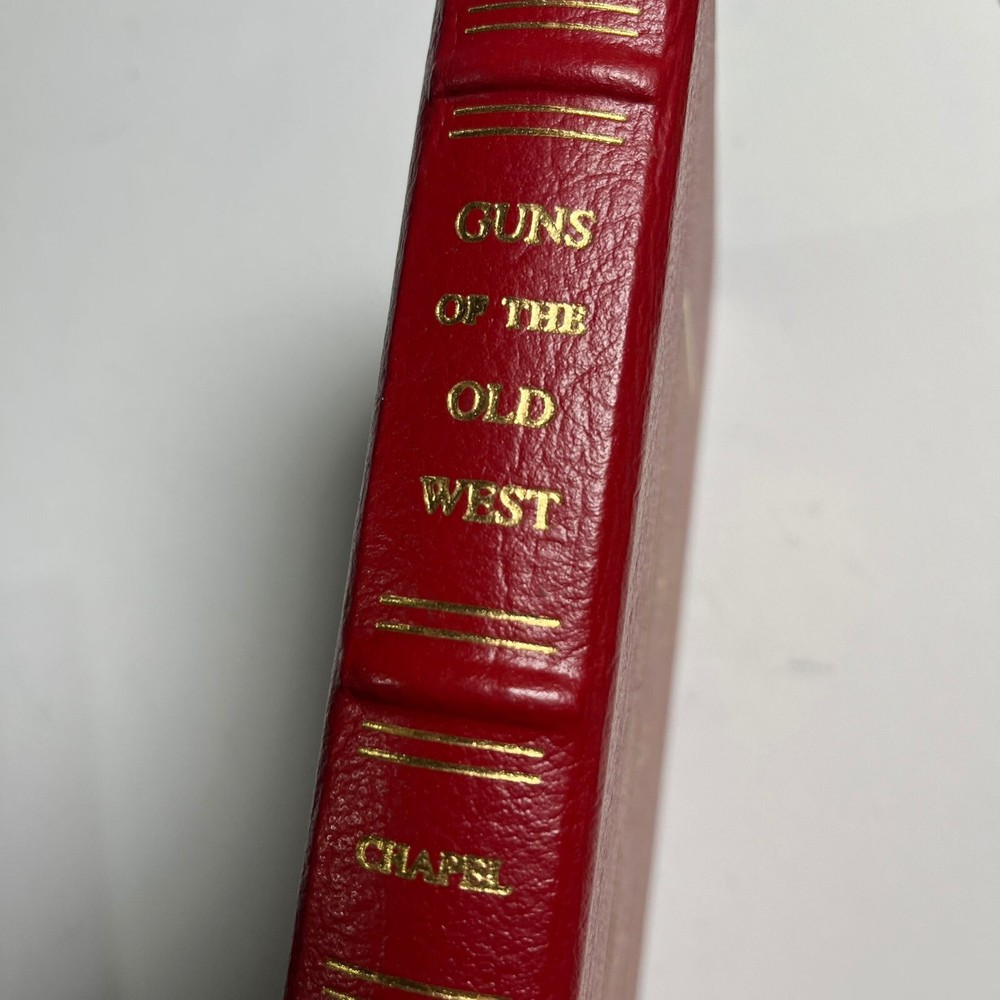 GUNS
OF THE
OLD
WEST
CHAPEL